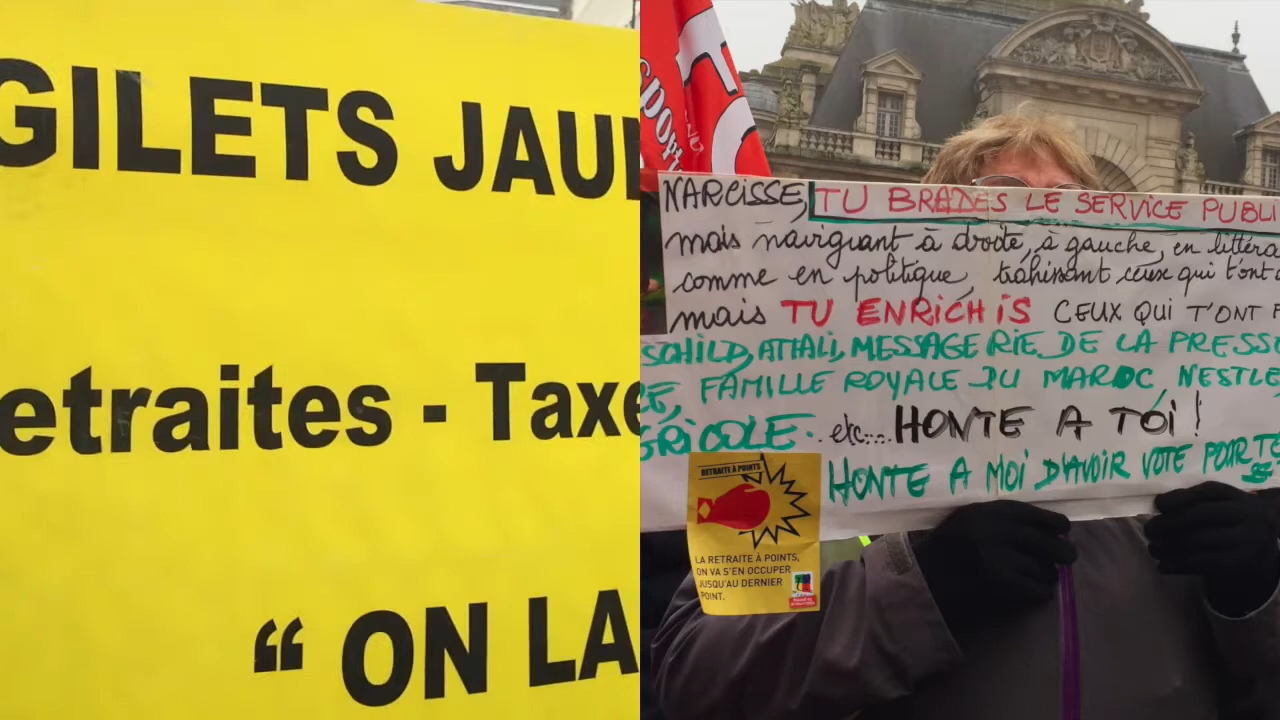 GILETS JAU
etraites - Taxe
“ ON LA
NARCISSE, TU BRADES LE SERVICE PUBLI
mais naviguant à droite, à gauche, en littéra
comme en politique, trahissant ceux qui t'ont
mais TU ENRICHIS CEUX QUI T'ONT F
SCHILD, ATTALI, MESSAGERIE DE LA PRESSE
E, FAMILLE ROYALE DU MAROC, NESTLE
GRICOLE... etc... HONTE A TOI !
HONTE A MOI D'AVOIR VOTE POUR TOI
RETRAITE À POINTS
LA RETRAITE À POINTS,
ON VA S'EN OCCUPER
JUSQU'AU DERNIER
POINT.